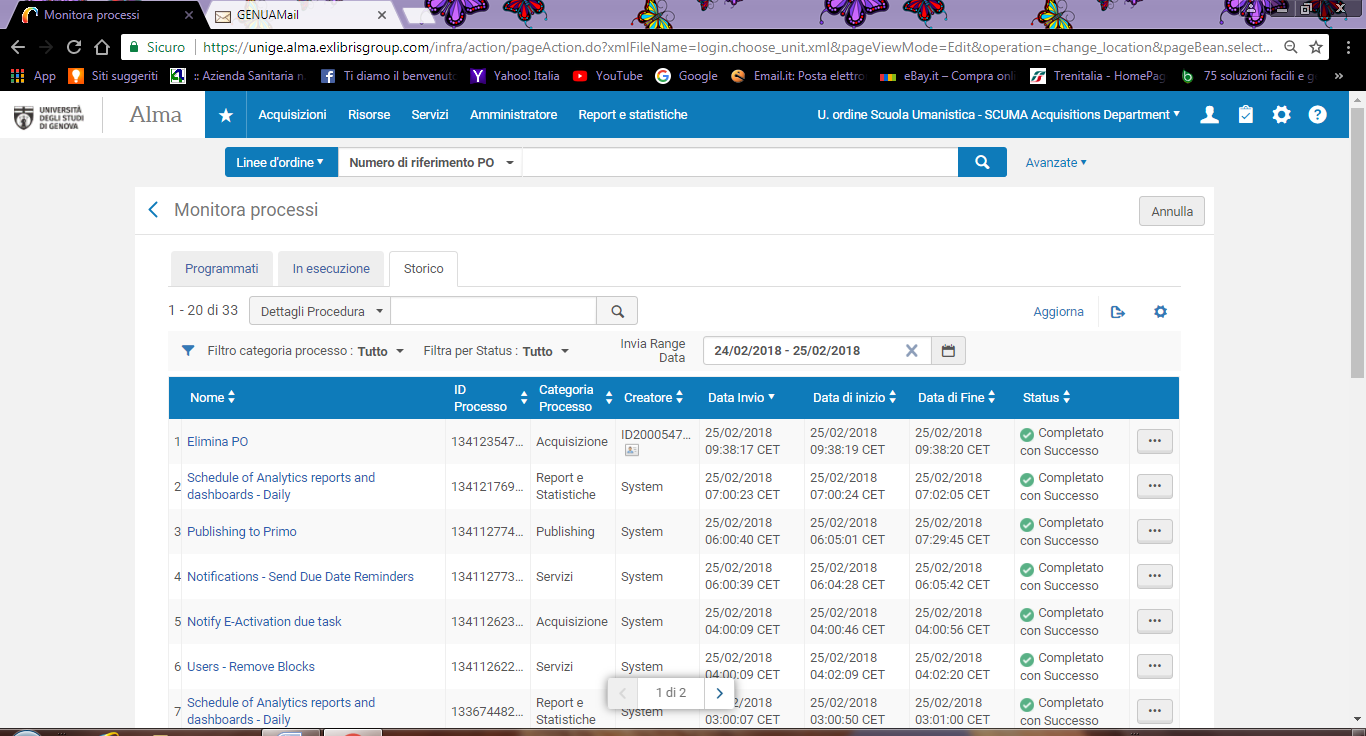 Monitora processi
GENUAMail
Sicuro https://unige.alma.exlibrisgroup.com/infra/action/pageAction.do?xmlFileName=login.choose_unit.xml&pageViewMode=Edit&operation=change_location&pageBean.select...
App Siti suggeriti :: Azienda Sanitaria n. Ti diamo il benvenuto Yahoo! Italia YouTube Google Email.it: Posta elettro eBay.it – Compra onl Trenitalia - HomePag 75 soluzioni facili e g »
UNIVERSITÀ
DEGLI STUDI
DI GENOVA
Alma Acquisizioni Risorse Servizi Amministratore Report e statistiche U. ordine Scuola Umanistica - SCUMA Acquisitions Department
Linee d'ordine Numero di riferimento PO Avanzate
Monitora processi Annulla
Programmati In esecuzione Storico
1 - 20 di 33 Dettagli Procedura Aggiorna
Filtro categoria processo : Tutto Filtra per Status : Tutto Invia Range
Data 24/02/2018 - 25/02/2018
Nome ID
Processo Categoria
Processo Creatore Data Invio Data di inizio Data di Fine Status
1 Elimina PO 134123547... Acquisizione ID2000547... 25/02/2018 25/02/2018 25/02/2018 Completato
09:38:17 CET 09:38:19 CET 09:38:20 CET con Successo
2 Schedule of Analytics reports and 134121769... Report e System 25/02/2018 25/02/2018 25/02/2018 Completato
dashboards - Daily Statistiche 07:00:23 CET 07:00:24 CET 07:02:05 CET con Successo
3 Publishing to Primo 134112774... Publishing System 25/02/2018 25/02/2018 25/02/2018 Completato
06:00:40 CET 06:05:01 CET 07:29:45 CET con Successo
4 Notifications - Send Due Date Reminders 134112773... Servizi System 25/02/2018 25/02/2018 25/02/2018 Completato
06:00:39 CET 06:04:28 CET 06:05:42 CET con Successo
5 Notify E-Activation due task 134112623... Acquisizione System 25/02/2018 25/02/2018 25/02/2018 Completato
04:00:09 CET 04:00:46 CET 04:00:56 CET con Successo
6 Users - Remove Blocks 134112622... Servizi System 25/02/2018 25/02/2018 25/02/2018 Completato
04:00:09 CET 04:02:09 CET 04:02:20 CET con Successo
1 di 2
7 Schedule of Analytics reports and 133674482... Report e System 25/02/2018 25/02/2018 25/02/2018 Completato
dashboards - Daily Statistiche 03:00:07 CET 03:00:50 CET 03:01:00 CET con Successo